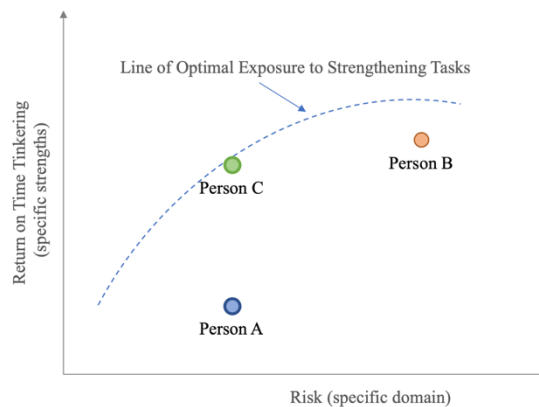 Line of Optimal Exposure to Strengthening Tasks
Return on Time Tinkering
(specific strengths)
Person C
Person B
Person A
Risk (specific domain)